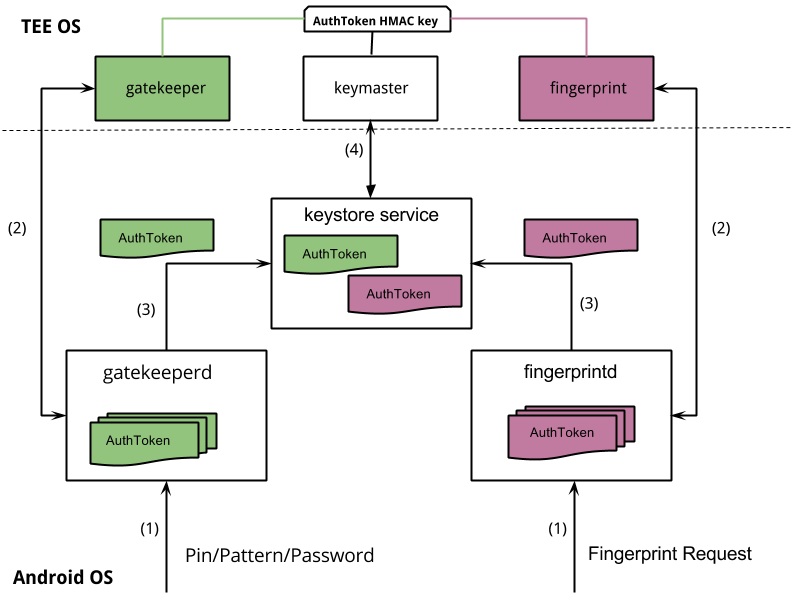 AuthToken HMAC key
TEE OS
gatekeeper
keymaster
fingerprint
(4)
(2)
(2)
keystore service
AuthToken
AuthToken
AuthToken
AuthToken
(3)
(3)
gatekeeperd
fingerprintd
AuthToken
AuthToken
(1)
(1)
Pin/Pattern/Password
Fingerprint Request
Android OS